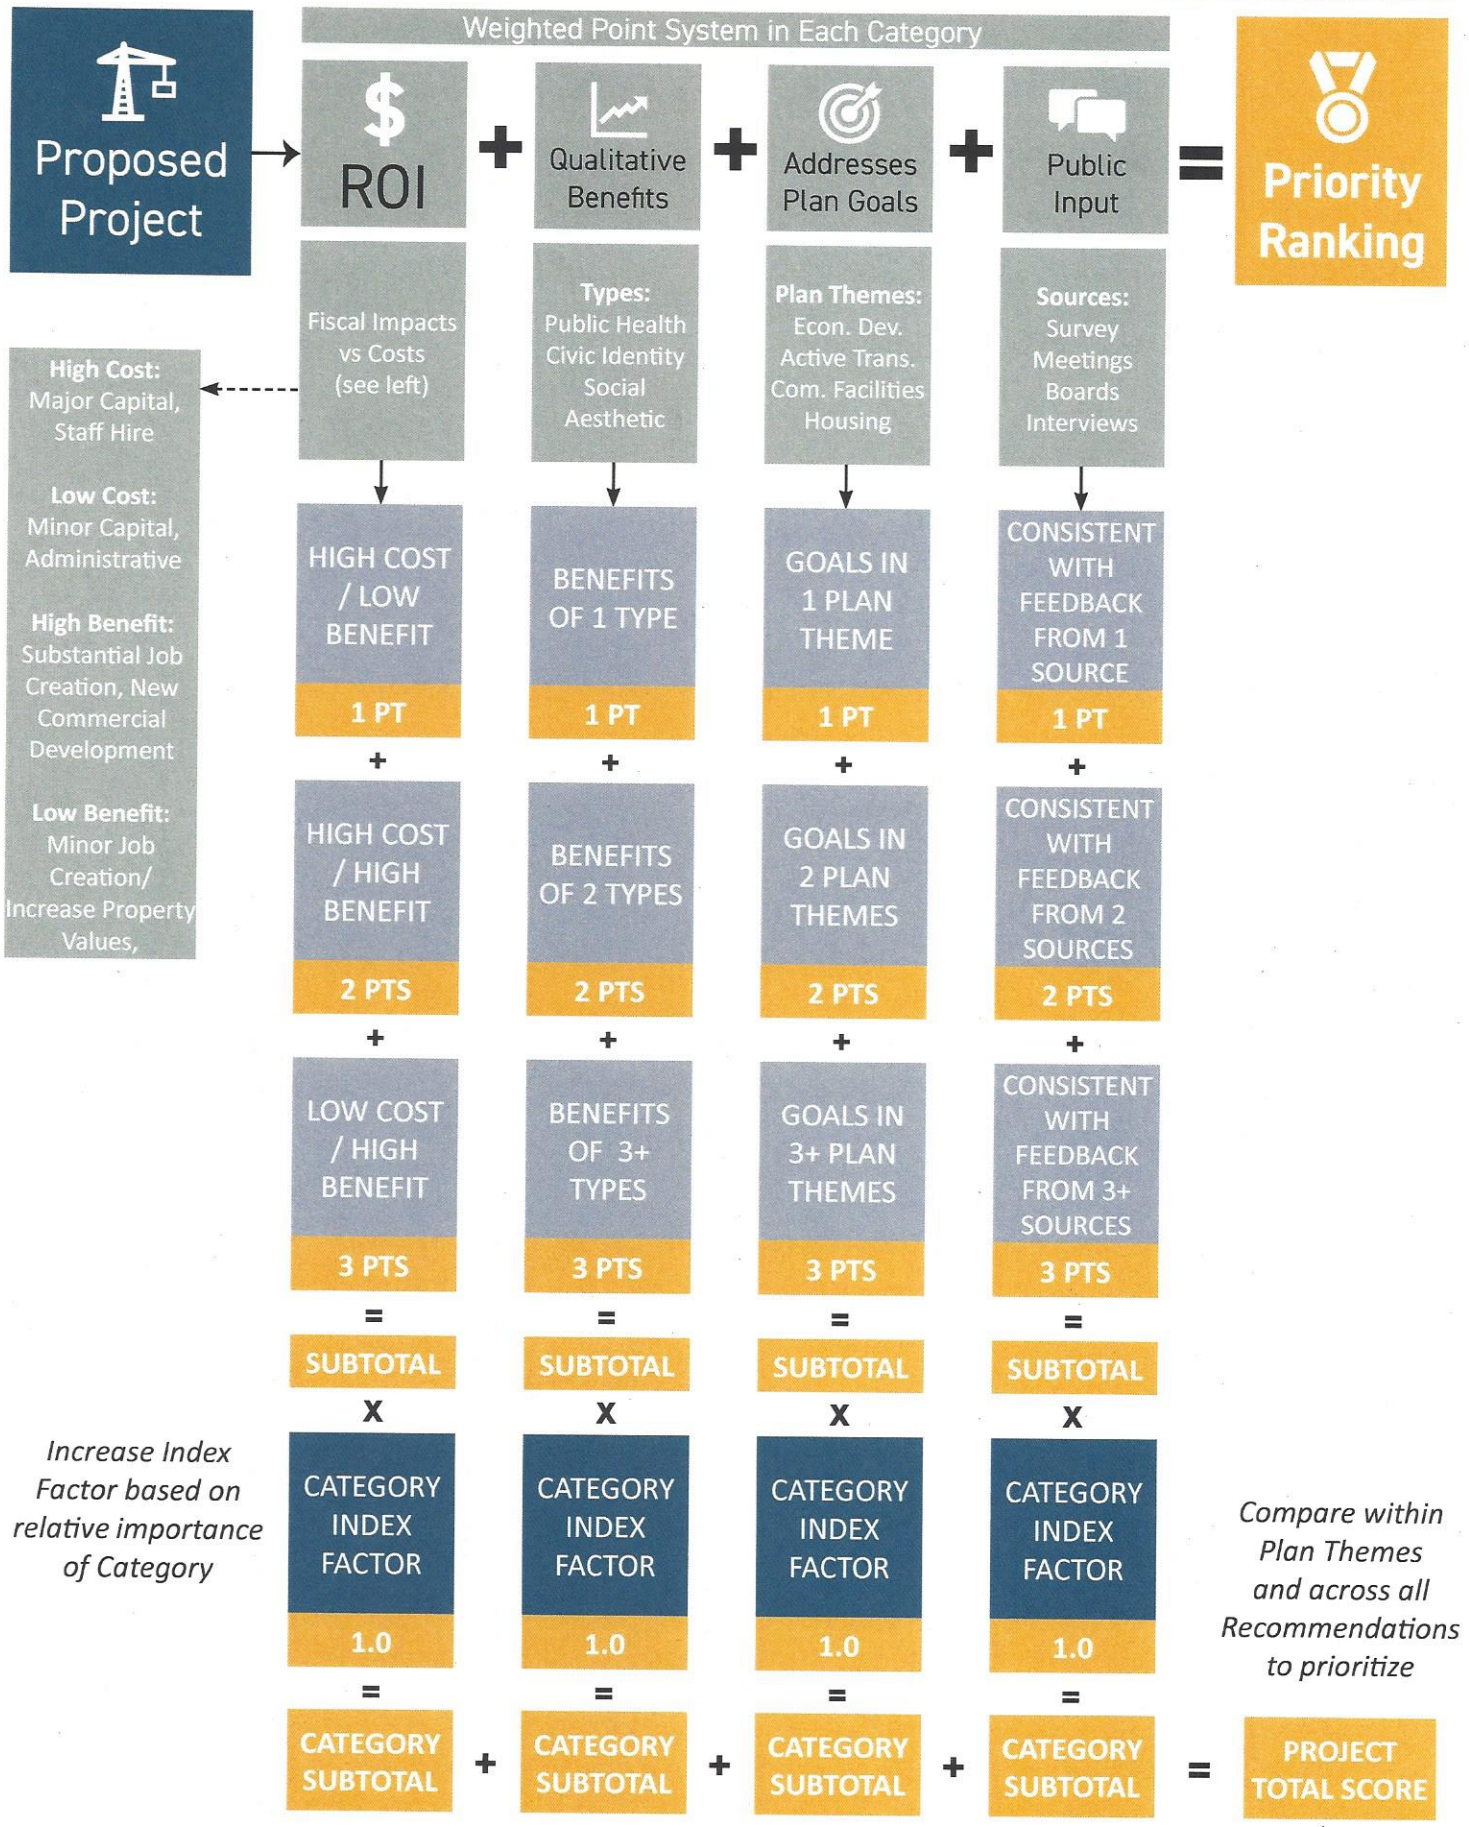 Weighted Point System in Each Category
Proposed
Project
$
ROI
+
Qualitative
Benefits
+
Addresses
Plan Goals
+
Public
Input
=
Priority
Ranking
Fiscal Impacts
vs Costs
(see left)
Types:
Public Health
Civic Identity
Social
Aesthetic
Plan Themes:
Econ. Dev.
Active Trans.
Com. Facilities
Housing
Sources:
Survey
Meetings
Boards
Interviews
High Cost:
Major Capital,
Staff Hire
Low Cost:
Minor Capital,
Administrative
High Benefit:
Substantial Job
Creation, New
Commercial
Development
Low Benefit:
Minor Job
Creation/
Increase Property
Values,
HIGH COST
/ LOW
BENEFIT
1 PT
+
HIGH COST
/ HIGH
BENEFIT
2 PTS
+
LOW COST
/ HIGH
BENEFIT
3 PTS
=
SUBTOTAL
X
CATEGORY
INDEX
FACTOR
1.0
=
CATEGORY
SUBTOTAL
+
BENEFITS
OF 1 TYPE
1 PT
+
BENEFITS
OF 2 TYPES
2 PTS
+
BENEFITS
OF 3+
TYPES
3 PTS
=
SUBTOTAL
X
CATEGORY
INDEX
FACTOR
1.0
=
CATEGORY
SUBTOTAL
+
GOALS IN
1 PLAN
THEME
1 PT
+
GOALS IN
2 PLAN
THEMES
2 PTS
+
GOALS IN
3+ PLAN
THEMES
3 PTS
=
SUBTOTAL
X
CATEGORY
INDEX
FACTOR
1.0
=
CATEGORY
SUBTOTAL
+
CONSISTENT
WITH
FEEDBACK
FROM 1
SOURCE
1 PT
+
CONSISTENT
WITH
FEEDBACK
FROM 2
SOURCES
2 PTS
+
CONSISTENT
WITH
FEEDBACK
FROM 3+
SOURCES
3 PTS
=
SUBTOTAL
X
CATEGORY
INDEX
FACTOR
1.0
=
CATEGORY
SUBTOTAL
=
PROJECT
TOTAL SCORE
Increase Index
Factor based on
relative importance
of Category
Compare within
Plan Themes
and across all
Recommendations
to prioritize